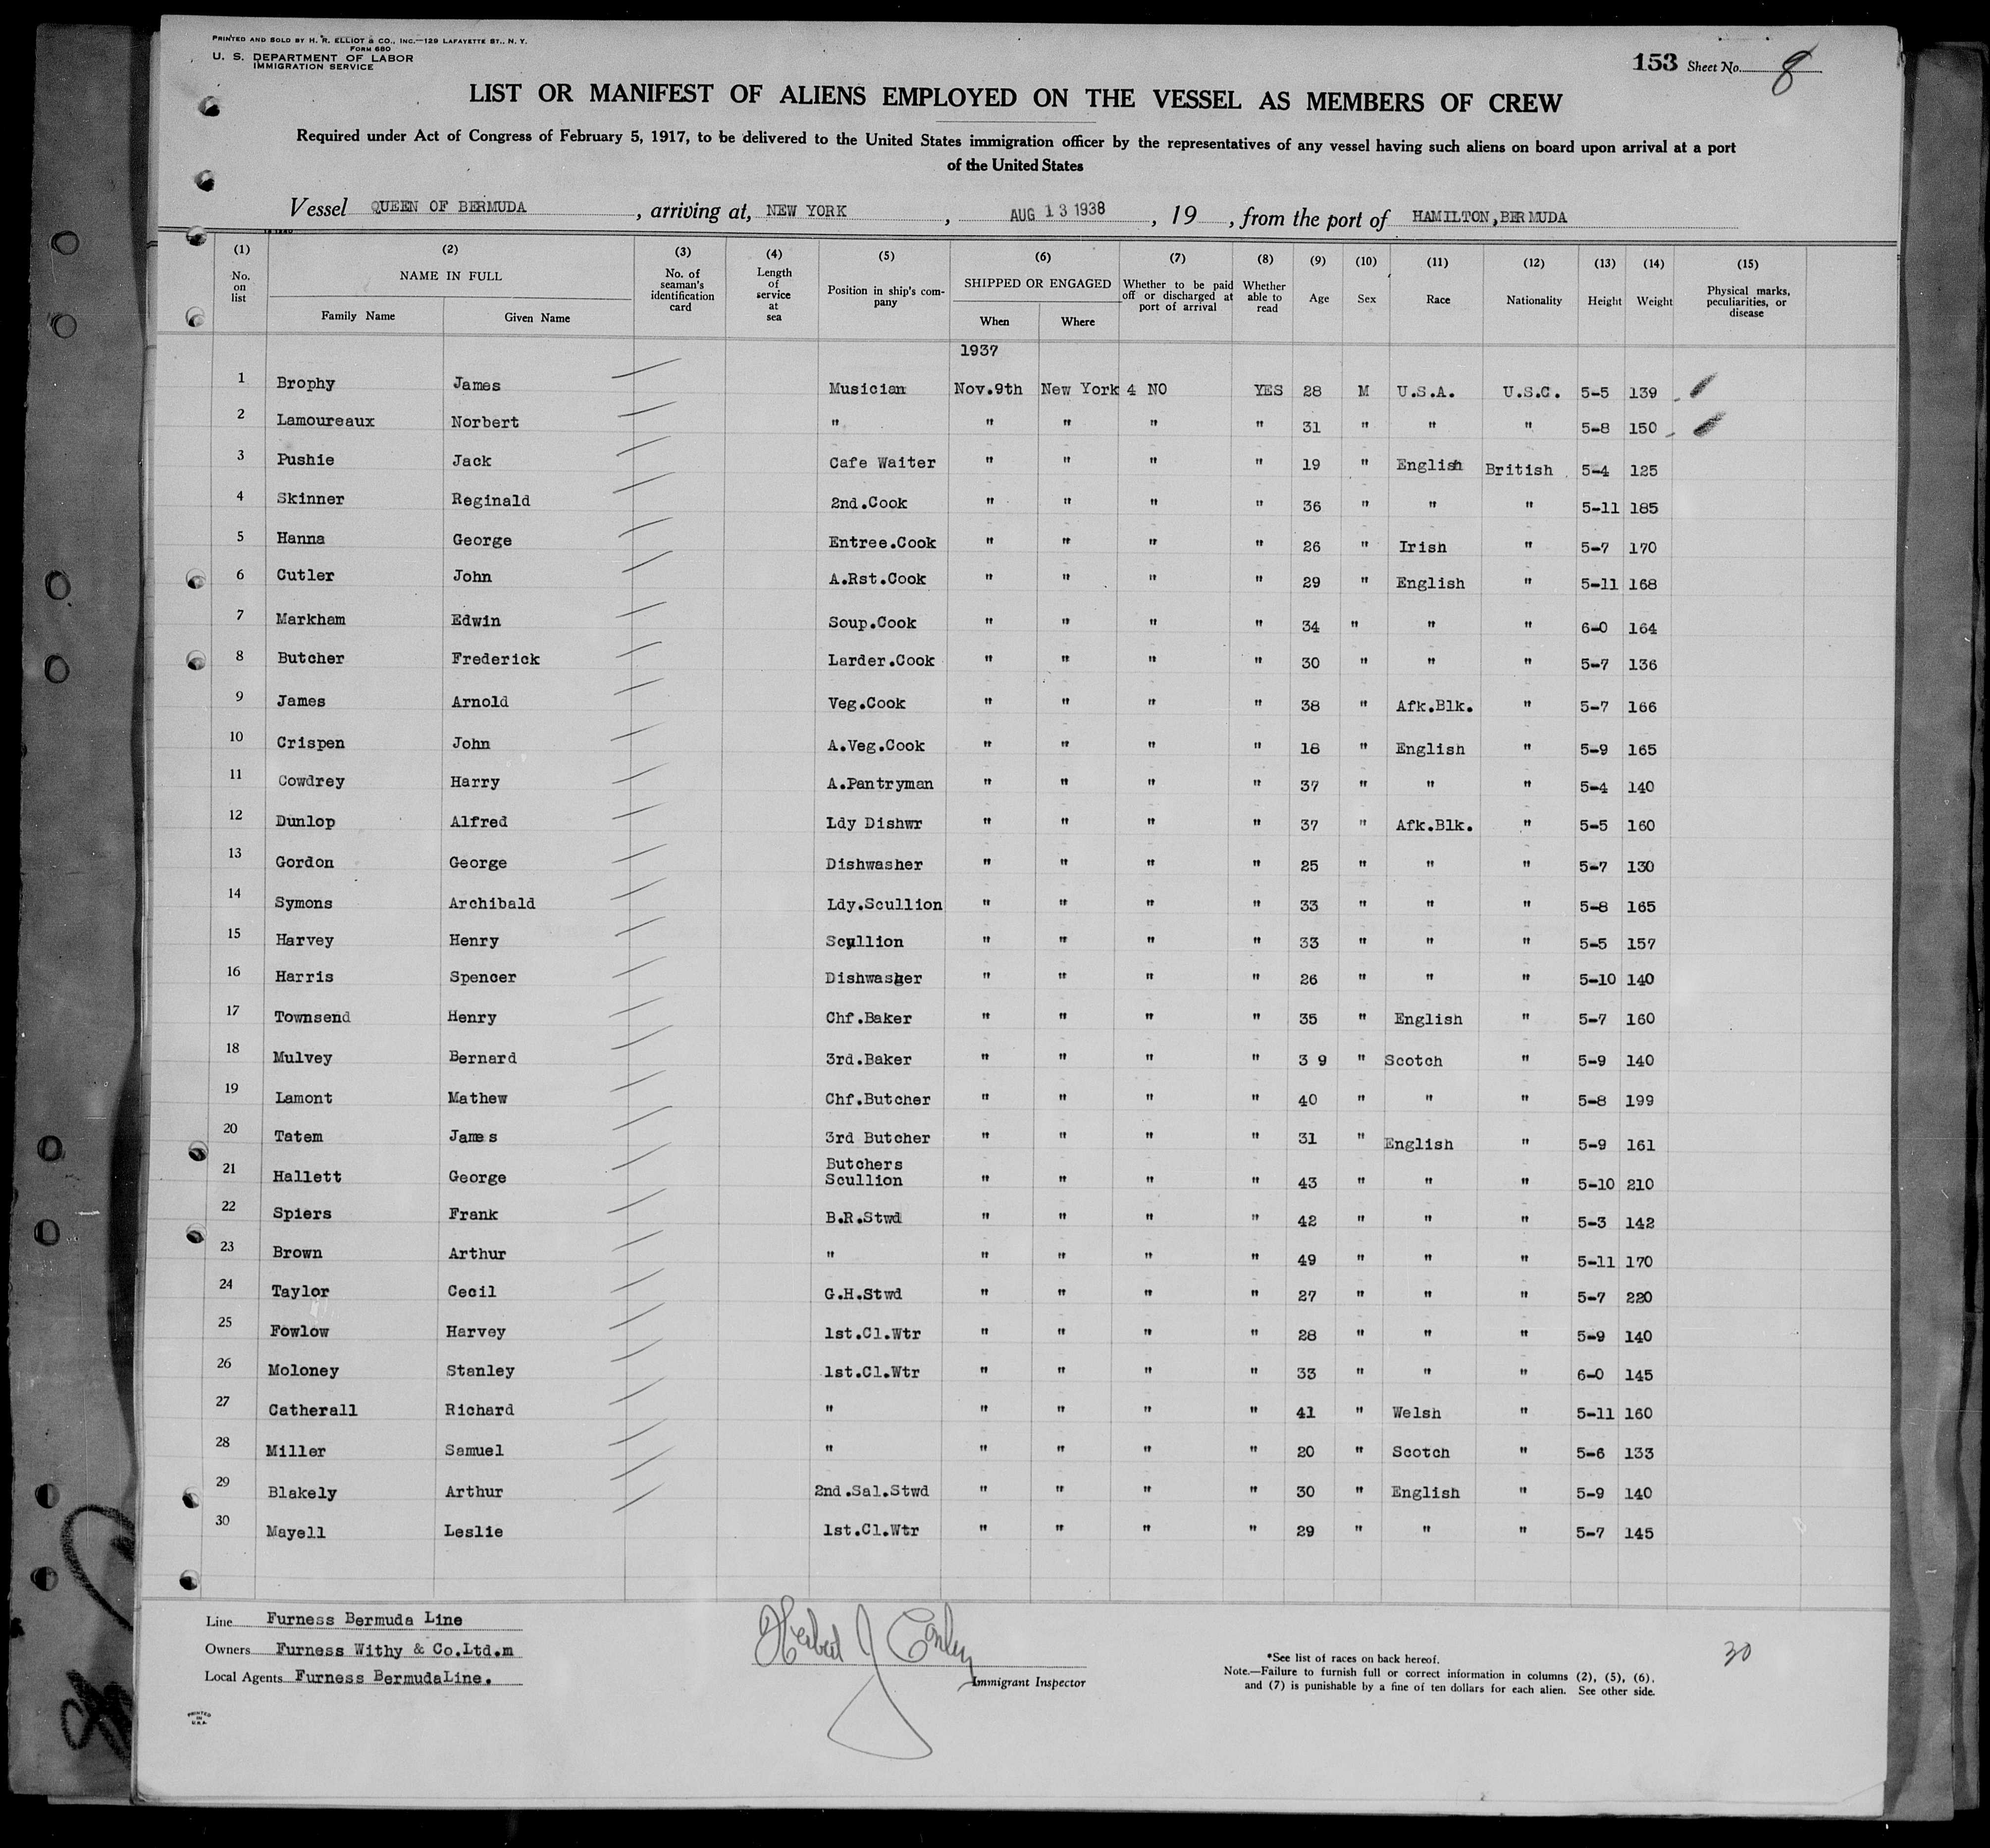 PRINTED AND SOLD BY H. R. ELLIOT & CO., INC.—129 LAFAYETTE ST., N. Y.
FORM 680
U. S. DEPARTMENT OF LABOR
IMMIGRATION SERVICE
153 Sheet No. 8
LIST OR MANIFEST OF ALIENS EMPLOYED ON THE VESSEL AS MEMBERS OF CREW
Required under Act of Congress of February 5, 1917, to be delivered to the United States immigration officer by the representatives of any vessel having such aliens on board upon arrival at a port
of the United States
Vessel QUEEN OF BERMUDA, arriving at, NEW YORK, AUG 13 1938, 19, from the port of HAMILTON,BERMUDA
(1) (2) (3) (4) (5) (6) (7) (8) (9) (10) (11) (12) (13) (14) (15)
No. on list NAME IN FULL Family Name Given Name No. of seaman's identification card Length of service at sea Position in ship's company SHIPPED OR ENGAGED When Where Whether to be paid off or discharged at port of arrival Whether able to read Age Sex Race Nationality Height Weight Physical marks, peculiarities, or disease
1937
1 Brophy James Musician Nov.9th New York 4 NO YES 28 M U.S.A. U.S.C. 5-5 139
2 Lamoureaux Norbert " " " " " 31 " " " 5-8 150
3 Pushie Jack Cafe Waiter " " " " 19 " English British 5-4 125
4 Skinner Reginald 2nd.Cook " " " " 36 " " " 5-11 185
5 Hanna George Entree.Cook " " " " 26 " Irish " 5-7 170
6 Cutler John A.Rst.Cook " " " " 29 " English " 5-11 168
7 Markham Edwin Soup.Cook " " " " 34 " " " 6-0 164
8 Butcher Frederick Larder.Cook " " " " 30 " " " 5-7 136
9 James Arnold Veg.Cook " " " " 38 " Afk.Blk. " 5-7 166
10 Crispen John A.Veg.Cook " " " " 18 " English " 5-9 165
11 Cowdrey Harry A.Pantryman " " " " 37 " " " 5-4 140
12 Dunlop Alfred Ldy Dishwr " " " " 37 " Afk.Blk. " 5-5 160
13 Gordon George Dishwasher " " " " 25 " " " 5-7 130
14 Symons Archibald Ldy.Scullion " " " " 33 " " " 5-8 165
15 Harvey Henry Scullion " " " " 33 " " " 5-5 157
16 Harris Spencer Dishwasher " " " " 26 " " " 5-10 140
17 Townsend Henry Chf.Baker " " " " 35 " English " 5-7 160
18 Mulvey Bernard 3rd.Baker " " " " 3 9 " Scotch " 5-9 140
19 Lamont Mathew Chf.Butcher " " " " 40 " " " 5-8 199
20 Tatem James 3rd Butcher " " " " 31 " English " 5-9 161
21 Hallett George Butchers Scullion " " " " 43 " " " 5-10 210
22 Spiers Frank B.R.Stwd " " " " 42 " " " 5-3 142
23 Brown Arthur " " " " " 49 " " " 5-11 170
24 Taylor Cecil G.H.Stwd " " " " 27 " " " 5-7 220
25 Fowlow Harvey 1st.Cl.Wtr " " " " 28 " " " 5-9 140
26 Moloney Stanley 1st.Cl.Wtr " " " " 33 " " " 6-0 145
27 Catherall Richard " " " " " 41 " Welsh " 5-11 160
28 Miller Samuel " " " " " 20 " Scotch " 5-6 133
29 Blakely Arthur 2nd.Sal.Stwd " " " " 30 " English " 5-9 140
30 Mayell Leslie 1st.Cl.Wtr " " " " 29 " " " 5-7 145
Line Furness Bermuda Line
Owners Furness Withy & Co.Ltd.m
Local Agents Furness BermudaLine.
Immigrant Inspector
*See list of races on back hereof.
Note.—Failure to furnish full or correct information in columns (2), (5), (6),
and (7) is punishable by a fine of ten dollars for each alien. See other side.
30
PRINTED
IN
U.S.A.